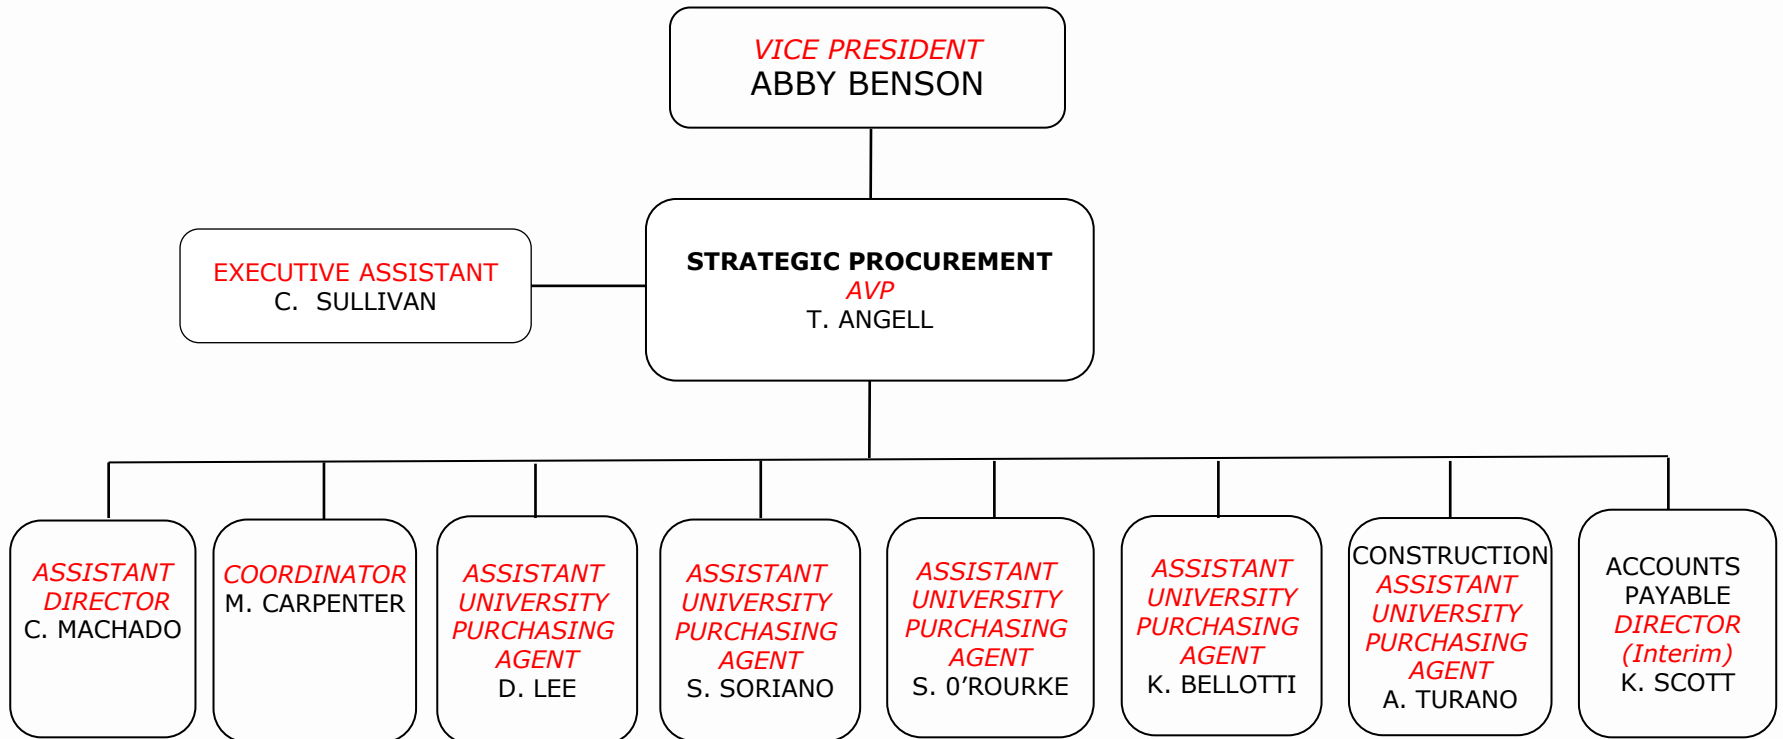 VICE PRESIDENT
ABBY BENSON
EXECUTIVE ASSISTANT
C.  SULLIVAN
STRATEGIC PROCUREMENT
AVP
T. ANGELL
ASSISTANT
DIRECTOR
C. MACHADO
COORDINATOR
M. CARPENTER
ASSISTANT
UNIVERSITY
PURCHASING
AGENT
D. LEE
ASSISTANT
UNIVERSITY
PURCHASING
AGENT
S. SORIANO
ASSISTANT
UNIVERSITY
PURCHASING
AGENT
S. 0’ROURKE
ASSISTANT
UNIVERSITY
PURCHASING
AGENT
K. BELLOTTI
CONSTRUCTION
ASSISTANT
UNIVERSITY
PURCHASING
AGENT
A. TURANO
ACCOUNTS
PAYABLE
DIRECTOR
(Interim)
K. SCOTT